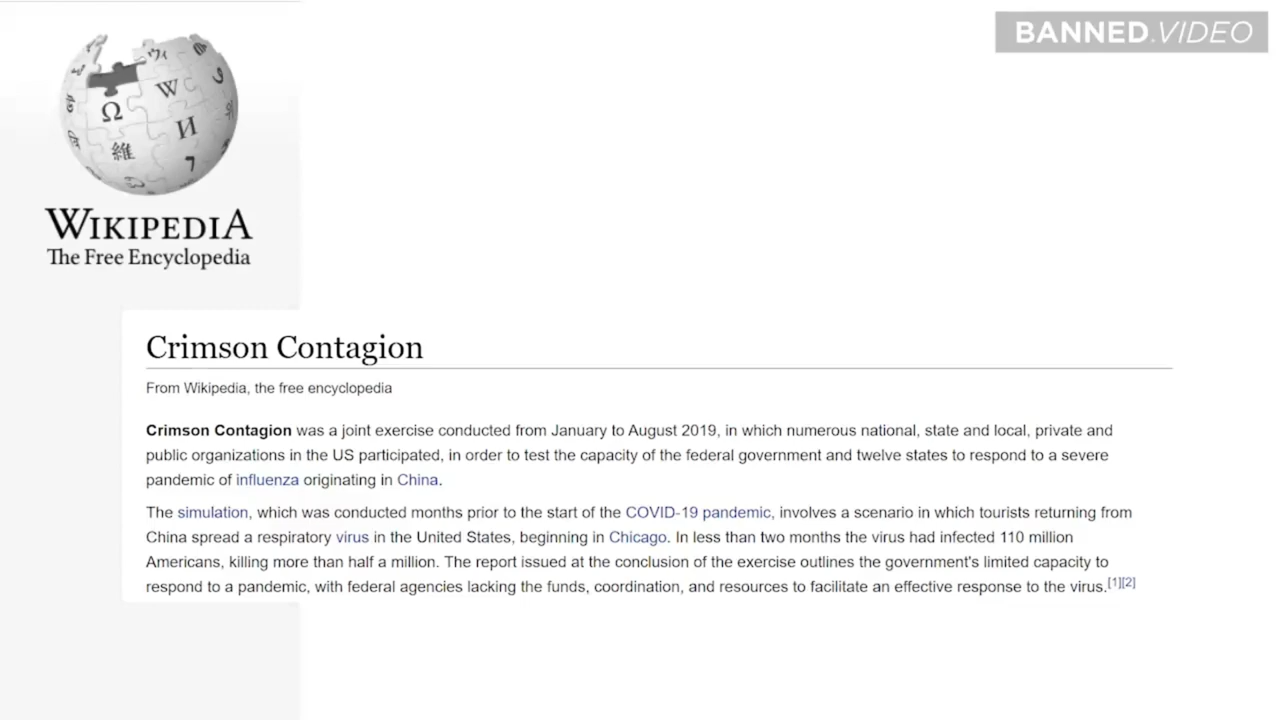 BANNED.VIDEO
Ω
W
И
維
WIKIPEDIA
The Free Encyclopedia
Crimson Contagion
From Wikipedia, the free encyclopedia
Crimson Contagion was a joint exercise conducted from January to August 2019, in which numerous national, state and local, private and
public organizations in the US participated, in order to test the capacity of the federal government and twelve states to respond to a severe
pandemic of influenza originating in China.
The simulation, which was conducted months prior to the start of the COVID-19 pandemic, involves a scenario in which tourists returning from
China spread a respiratory virus in the United States, beginning in Chicago. In less than two months the virus had infected 110 million
Americans, killing more than half a million. The report issued at the conclusion of the exercise outlines the government's limited capacity to
respond to a pandemic, with federal agencies lacking the funds, coordination, and resources to facilitate an effective response to the virus.[1][2]